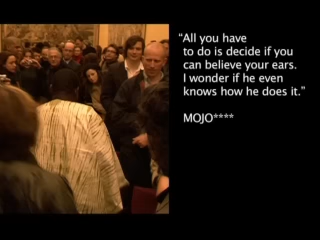 “All you have
to do is decide if you
can believe your ears.
I wonder if he even
knows how he does it.”
MOJO****